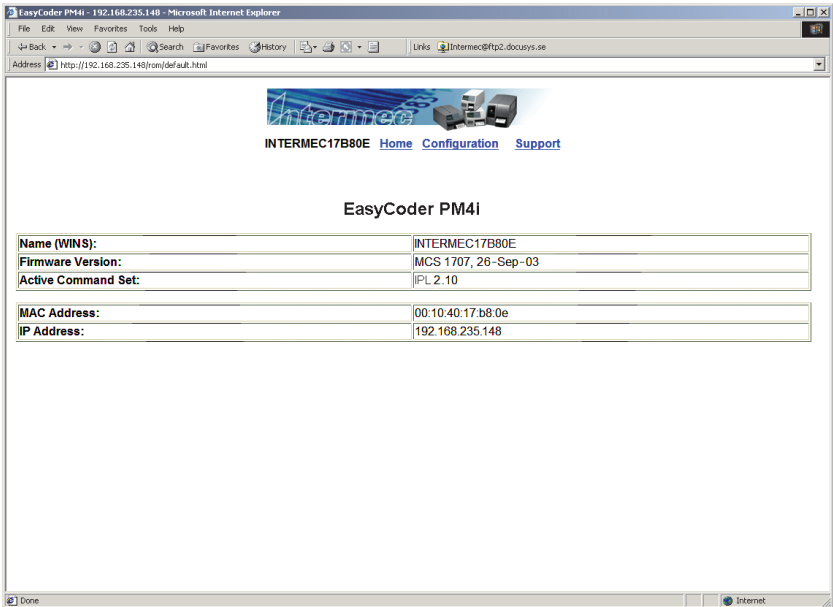 EasyCoder PM4i - 192.168.235.148 - Microsoft Internet Explorer
File Edit View Favorites Tools Help
Back Search Favorites History Links Intermec@ftp2.docusys.se
Address http://192.168.235.148/rom/default.html
Intermec
INTERMEC17B80E Home Configuration Support
EasyCoder PM4i
Name (WINS): INTERMEC17B80E
Firmware Version: MCS 1707, 26-Sep-03
Active Command Set: IPL 2.10
MAC Address: 00:10:40:17:b8:0e
IP Address: 192.168.235.148
Done Internet